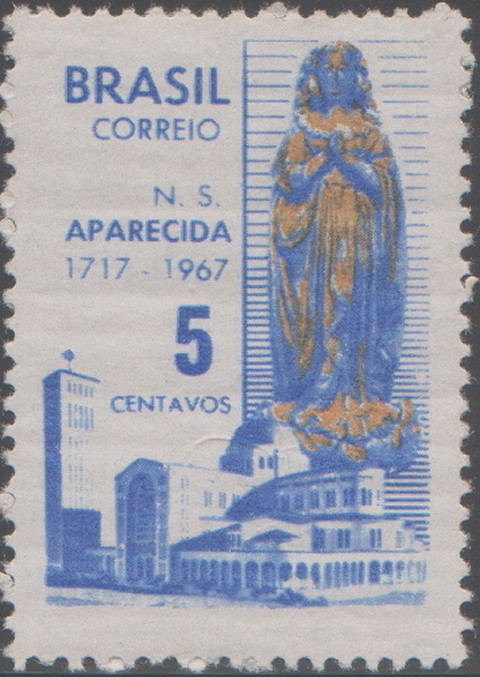 BRASIL
CORREIO
N. S.
APARECIDA
1717 - 1967
5
CENTAVOS